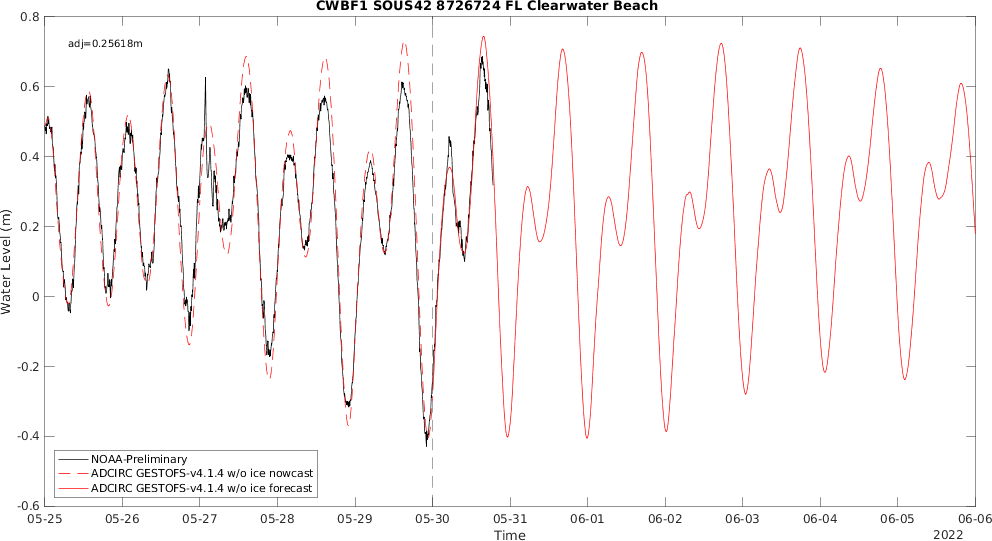 CWBF1 SOUS42 8726724 FL Clearwater Beach
adj=0.25618m
0.8
0.6
0.4
0.2
0
-0.2
-0.4
-0.6
Water Level (m)
NOAA-Preliminary
ADCIRC GESTOFS-v4.1.4 w/o ice nowcast
ADCIRC GESTOFS-v4.1.4 w/o ice forecast
05-25 05-26 05-27 05-28 05-29 05-30 05-31 06-01 06-02 06-03 06-04 06-05 06-06
Time
2022